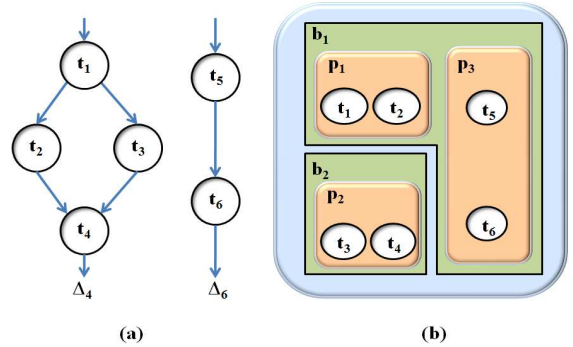 t₁
t₂ t₃
t₄
Δ₄
t₅
t₆
Δ₆
(a)
b₁
p₁
t₁ t₂
p₃
t₅
t₆
b₂
p₂
t₃ t₄
(b)